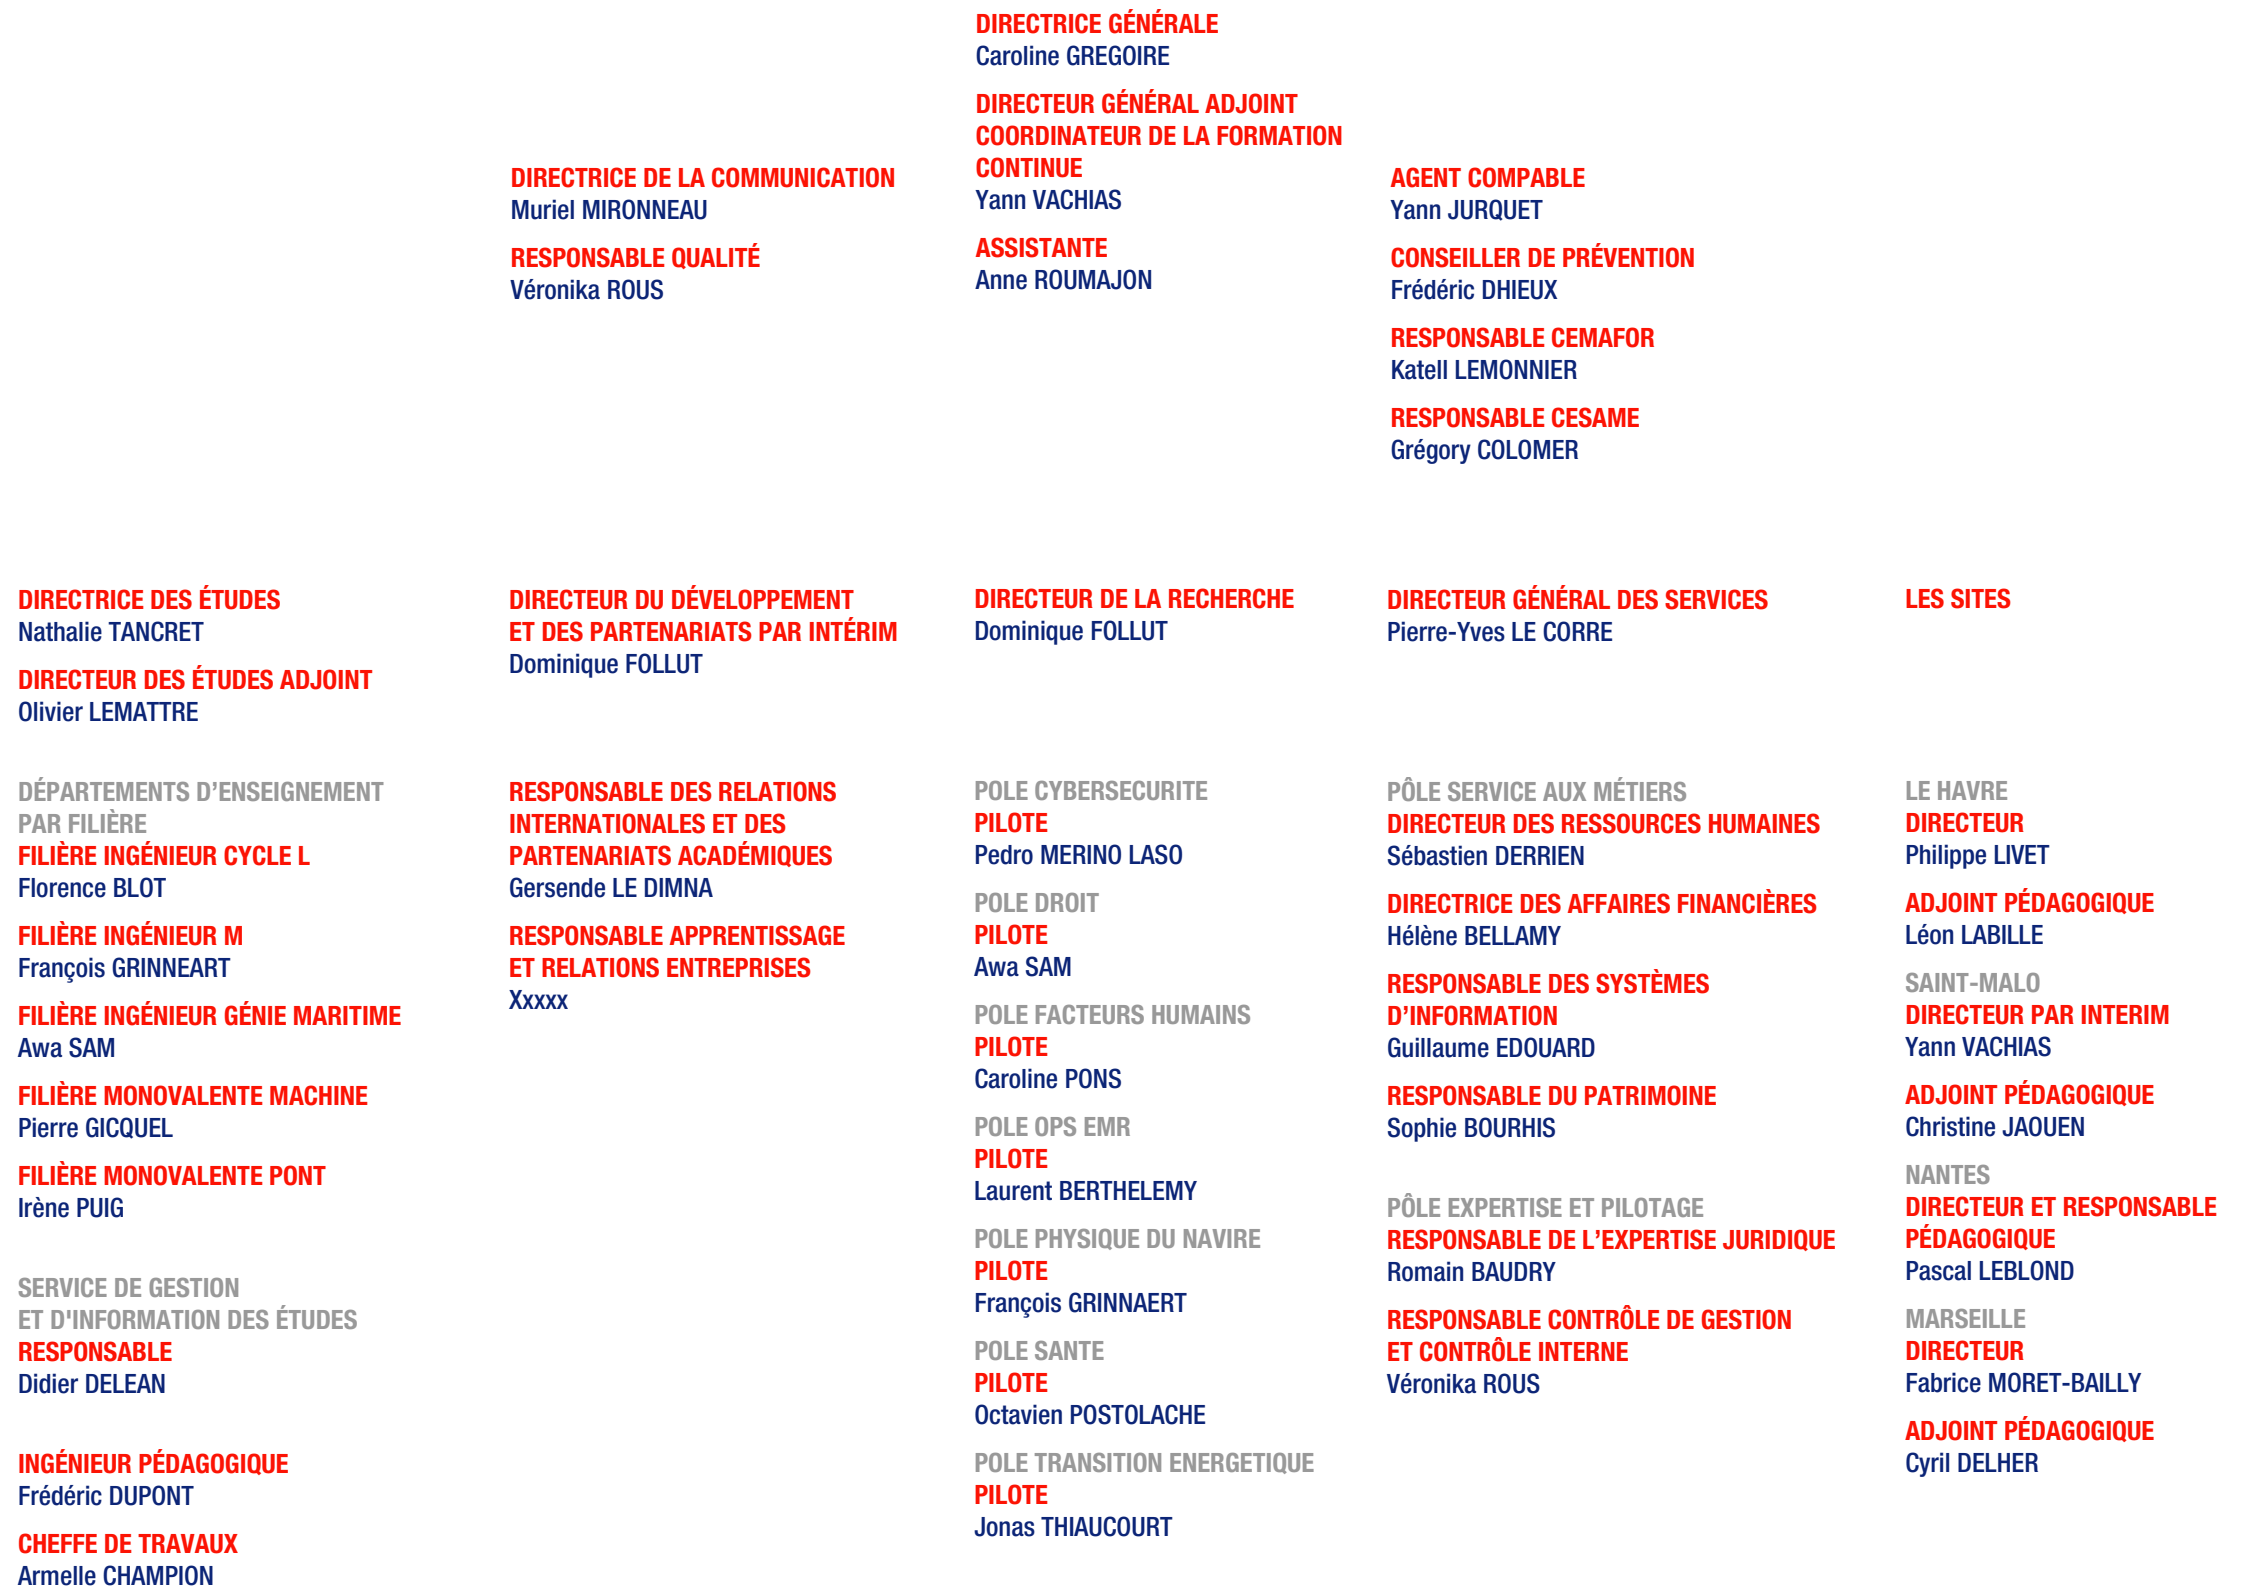 DIRECTRICE GÉNÉRALE
Caroline GREGOIRE
DIRECTEUR GÉNÉRAL ADJOINT
COORDINATEUR DE LA FORMATION
CONTINUE
Yann VACHIAS
ASSISTANTE
Anne ROUMAJON
DIRECTRICE DE LA COMMUNICATION
Muriel MIRONNEAU
RESPONSABLE QUALITÉ
Véronika ROUS
AGENT COMPABLE
Yann JURQUET
CONSEILLER DE PRÉVENTION
Frédéric DHIEUX
RESPONSABLE CEMAFOR
Katell LEMONNIER
RESPONSABLE CESAME
Grégory COLOMER
DIRECTRICE DES ÉTUDES
Nathalie TANCRET
DIRECTEUR DES ÉTUDES ADJOINT
Olivier LEMATTRE
DÉPARTEMENTS D’ENSEIGNEMENT
PAR FILIÈRE
FILIÈRE INGÉNIEUR CYCLE L
Florence BLOT
FILIÈRE INGÉNIEUR M
François GRINNEART
FILIÈRE INGÉNIEUR GÉNIE MARITIME
Awa SAM
FILIÈRE MONOVALENTE MACHINE
Pierre GICQUEL
FILIÈRE MONOVALENTE PONT
Irène PUIG
SERVICE DE GESTION
ET D'INFORMATION DES ÉTUDES
RESPONSABLE
Didier DELEAN
INGÉNIEUR PÉDAGOGIQUE
Frédéric DUPONT
CHEFFE DE TRAVAUX
Armelle CHAMPION
DIRECTEUR DU DÉVELOPPEMENT
ET DES PARTENARIATS PAR INTÉRIM
Dominique FOLLUT
RESPONSABLE DES RELATIONS
INTERNATIONALES ET DES
PARTENARIATS ACADÉMIQUES
Gersende LE DIMNA
RESPONSABLE APPRENTISSAGE
ET RELATIONS ENTREPRISES
Xxxxx
DIRECTEUR DE LA RECHERCHE
Dominique FOLLUT
POLE CYBERSECURITE
PILOTE
Pedro MERINO LASO
POLE DROIT
PILOTE
Awa SAM
POLE FACTEURS HUMAINS
PILOTE
Caroline PONS
POLE OPS EMR
PILOTE
Laurent BERTHELEMY
POLE PHYSIQUE DU NAVIRE
PILOTE
François GRINNAERT
POLE SANTE
PILOTE
Octavien POSTOLACHE
POLE TRANSITION ENERGETIQUE
PILOTE
Jonas THIAUCOURT
DIRECTEUR GÉNÉRAL DES SERVICES
Pierre-Yves LE CORRE
PÔLE SERVICE AUX MÉTIERS
DIRECTEUR DES RESSOURCES HUMAINES
Sébastien DERRIEN
DIRECTRICE DES AFFAIRES FINANCIÈRES
Hélène BELLAMY
RESPONSABLE DES SYSTÈMES
D’INFORMATION
Guillaume EDOUARD
RESPONSABLE DU PATRIMOINE
Sophie BOURHIS
PÔLE EXPERTISE ET PILOTAGE
RESPONSABLE DE L’EXPERTISE JURIDIQUE
Romain BAUDRY
RESPONSABLE CONTRÔLE DE GESTION
ET CONTRÔLE INTERNE
Véronika ROUS
LES SITES
LE HAVRE
DIRECTEUR
Philippe LIVET
ADJOINT PÉDAGOGIQUE
Léon LABILLE
SAINT-MALO
DIRECTEUR PAR INTERIM
Yann VACHIAS
ADJOINT PÉDAGOGIQUE
Christine JAOUEN
NANTES
DIRECTEUR ET RESPONSABLE
PÉDAGOGIQUE
Pascal LEBLOND
MARSEILLE
DIRECTEUR
Fabrice MORET-BAILLY
ADJOINT PÉDAGOGIQUE
Cyril DELHER